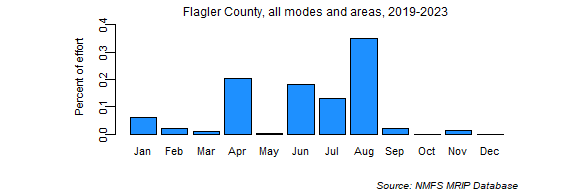 Flagler County, all modes and areas, 2019-2023
Percent of effort
0.4
0.3
0.2
0.1
0.0
Jan Feb Mar Apr May Jun Jul Aug Sep Oct Nov Dec
Source: NMFS MRIP Database